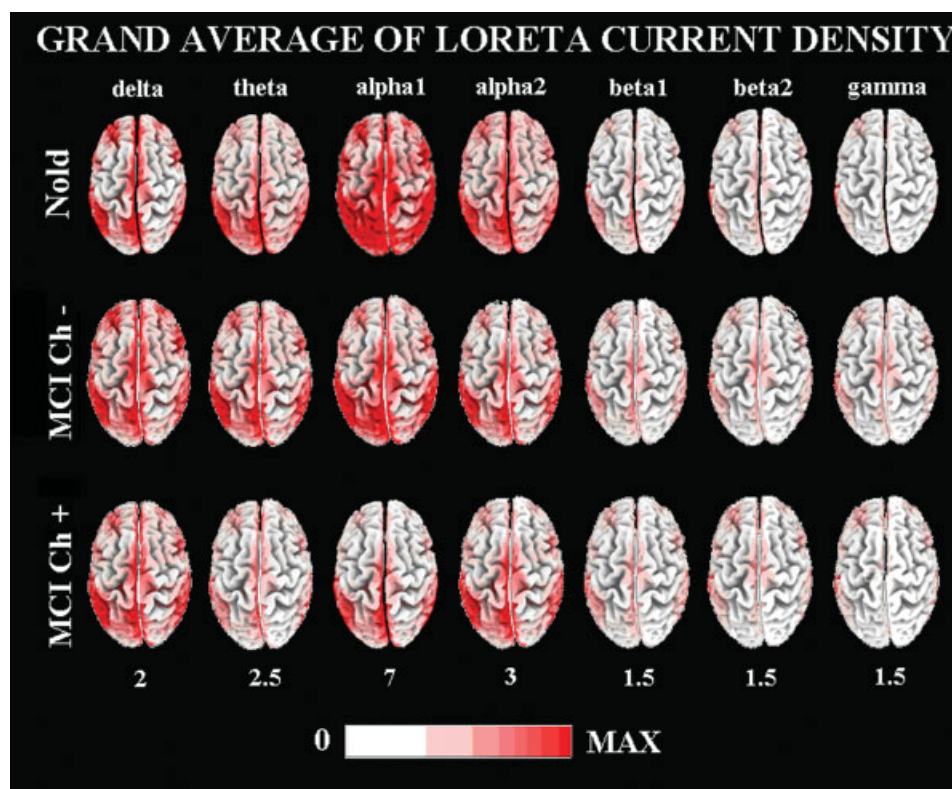 GRAND AVERAGE OF LORETA CURRENT DENSITY
delta theta alpha1 alpha2 beta1 beta2 gamma
Nold
MCI Ch -
MCI Ch +
2 2.5 7 3 1.5 1.5 1.5
0 MAX